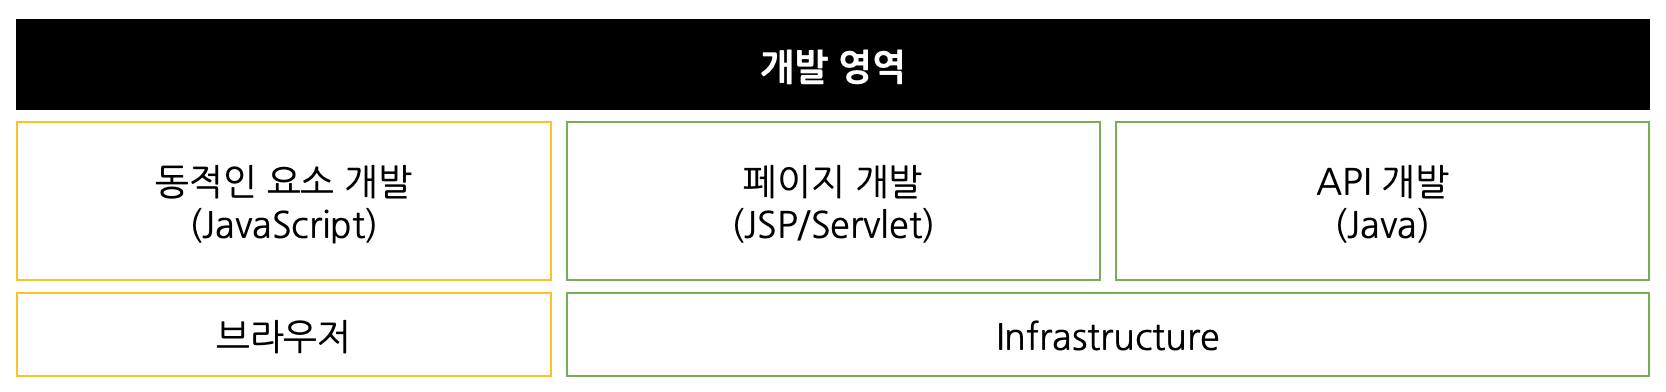 개발 영역
동적인 요소 개발
(JavaScript)
페이지 개발
(JSP/Servlet)
API 개발
(Java)
브라우저
Infrastructure